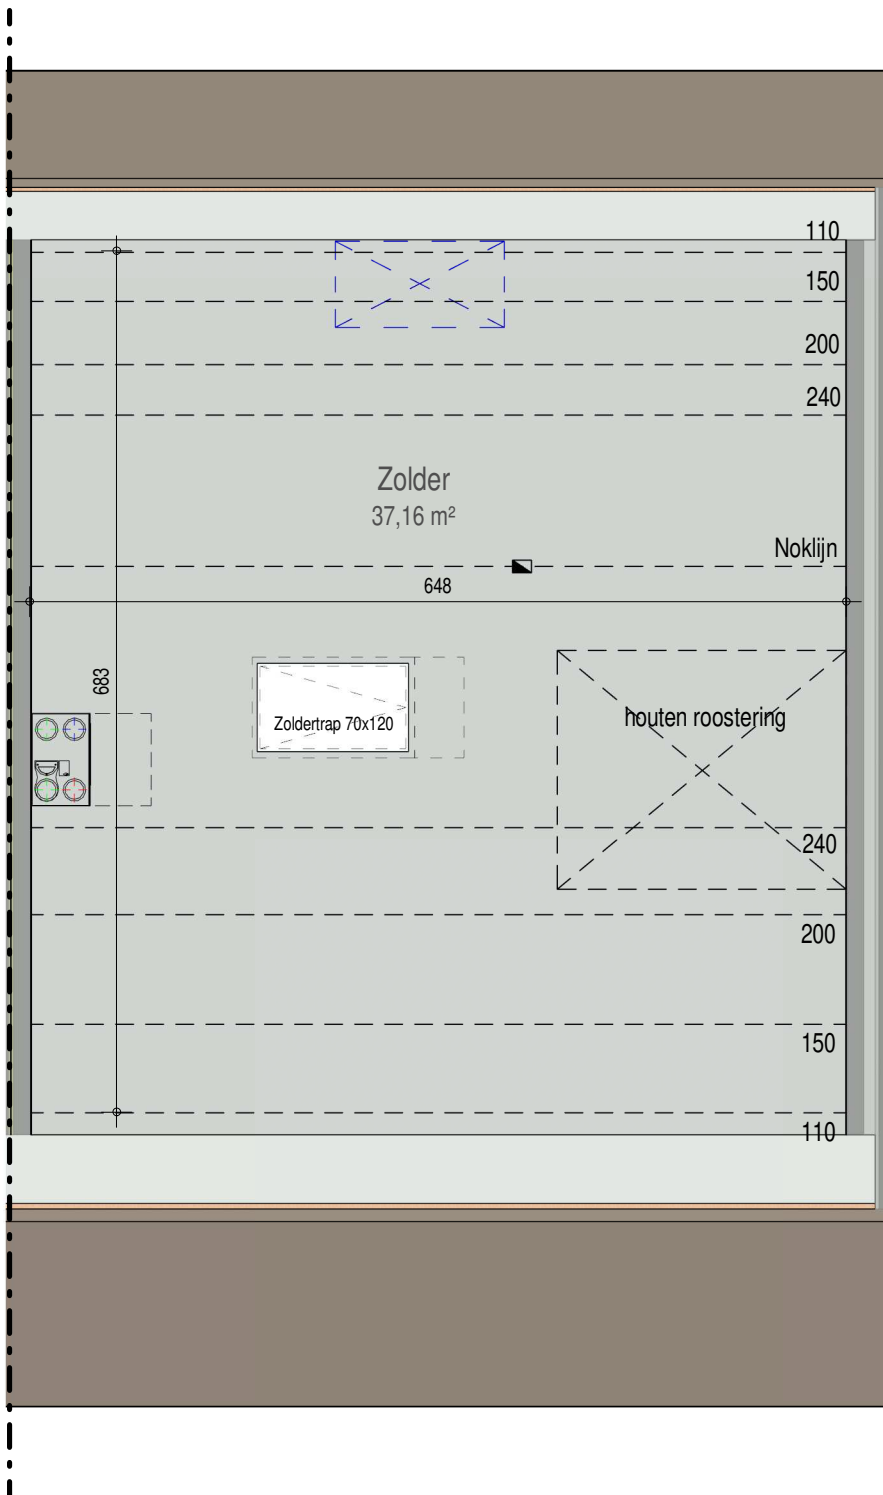 110
150
200
240
Zolder
37,16 m²
Noklijn
648
683
Zoldertrap 70x120
houten roostering
240
200
150
110